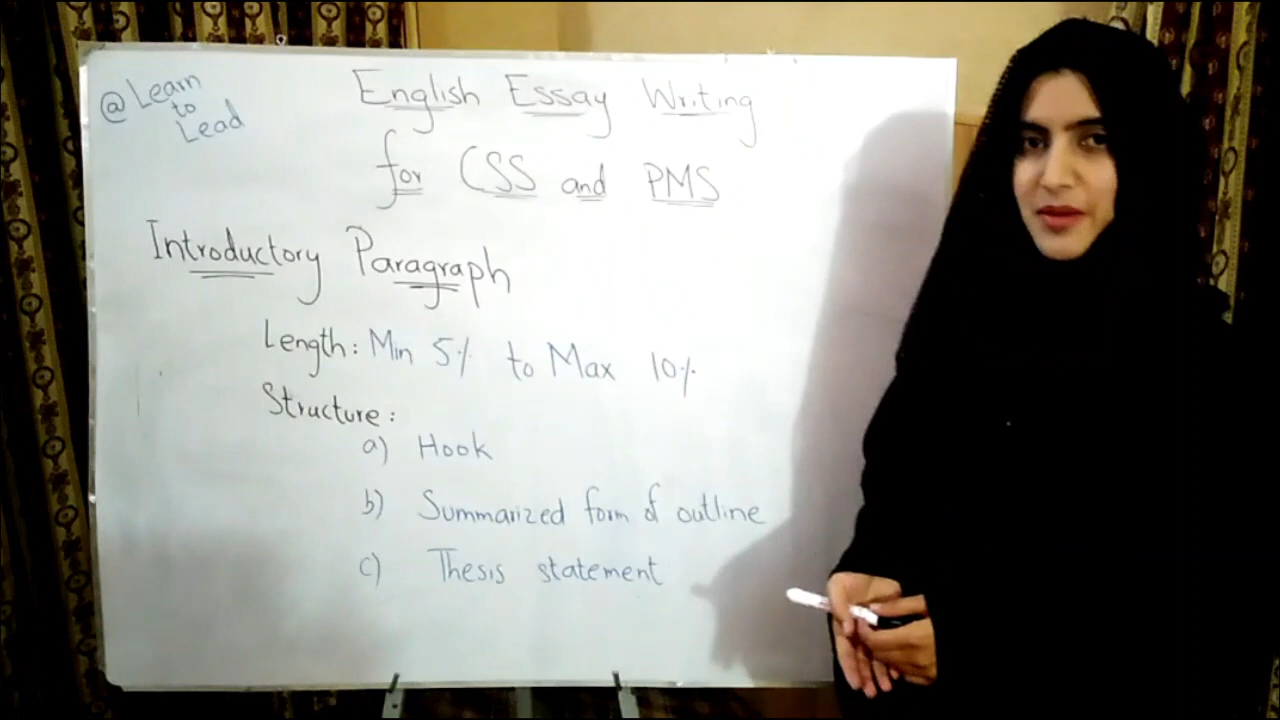 @ Learn
to
Lead
English Essay Writing
for CSS and PMS
Introductory Paragraph
Length: Min 5% to Max 10%
Structure:
a) Hook
b) Summarized form of outline
c) Thesis statement